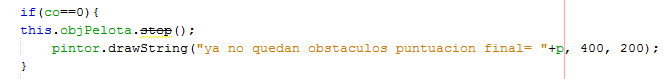 if(co==0){
this.objPelota.stop();
pintor.drawString("ya no quedan obstaculos puntuacion final= "+p, 400, 200);
}